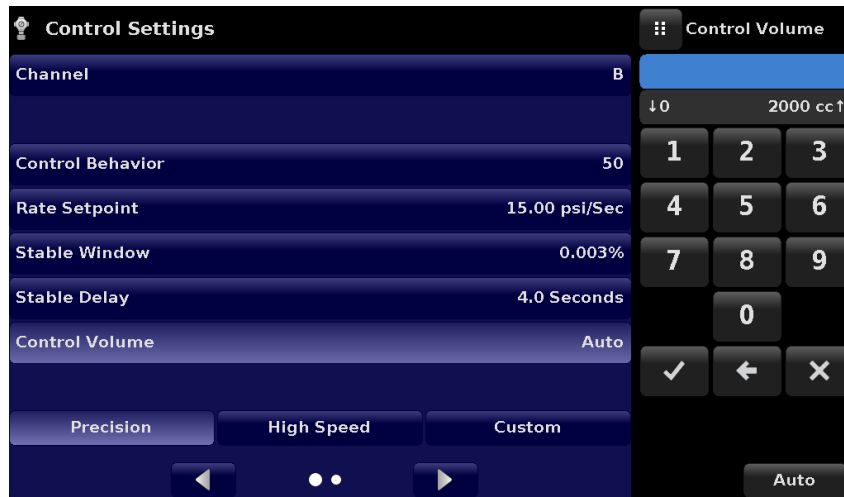 Control Settings
Channel B
Control Behavior 50
Rate Setpoint 15.00 psi/Sec
Stable Window 0.003%
Stable Delay 4.0 Seconds
Control Volume Auto
Precision High Speed Custom
Control Volume
↓0 2000 cc↑
1 2 3
4 5 6
7 8 9
0
Auto